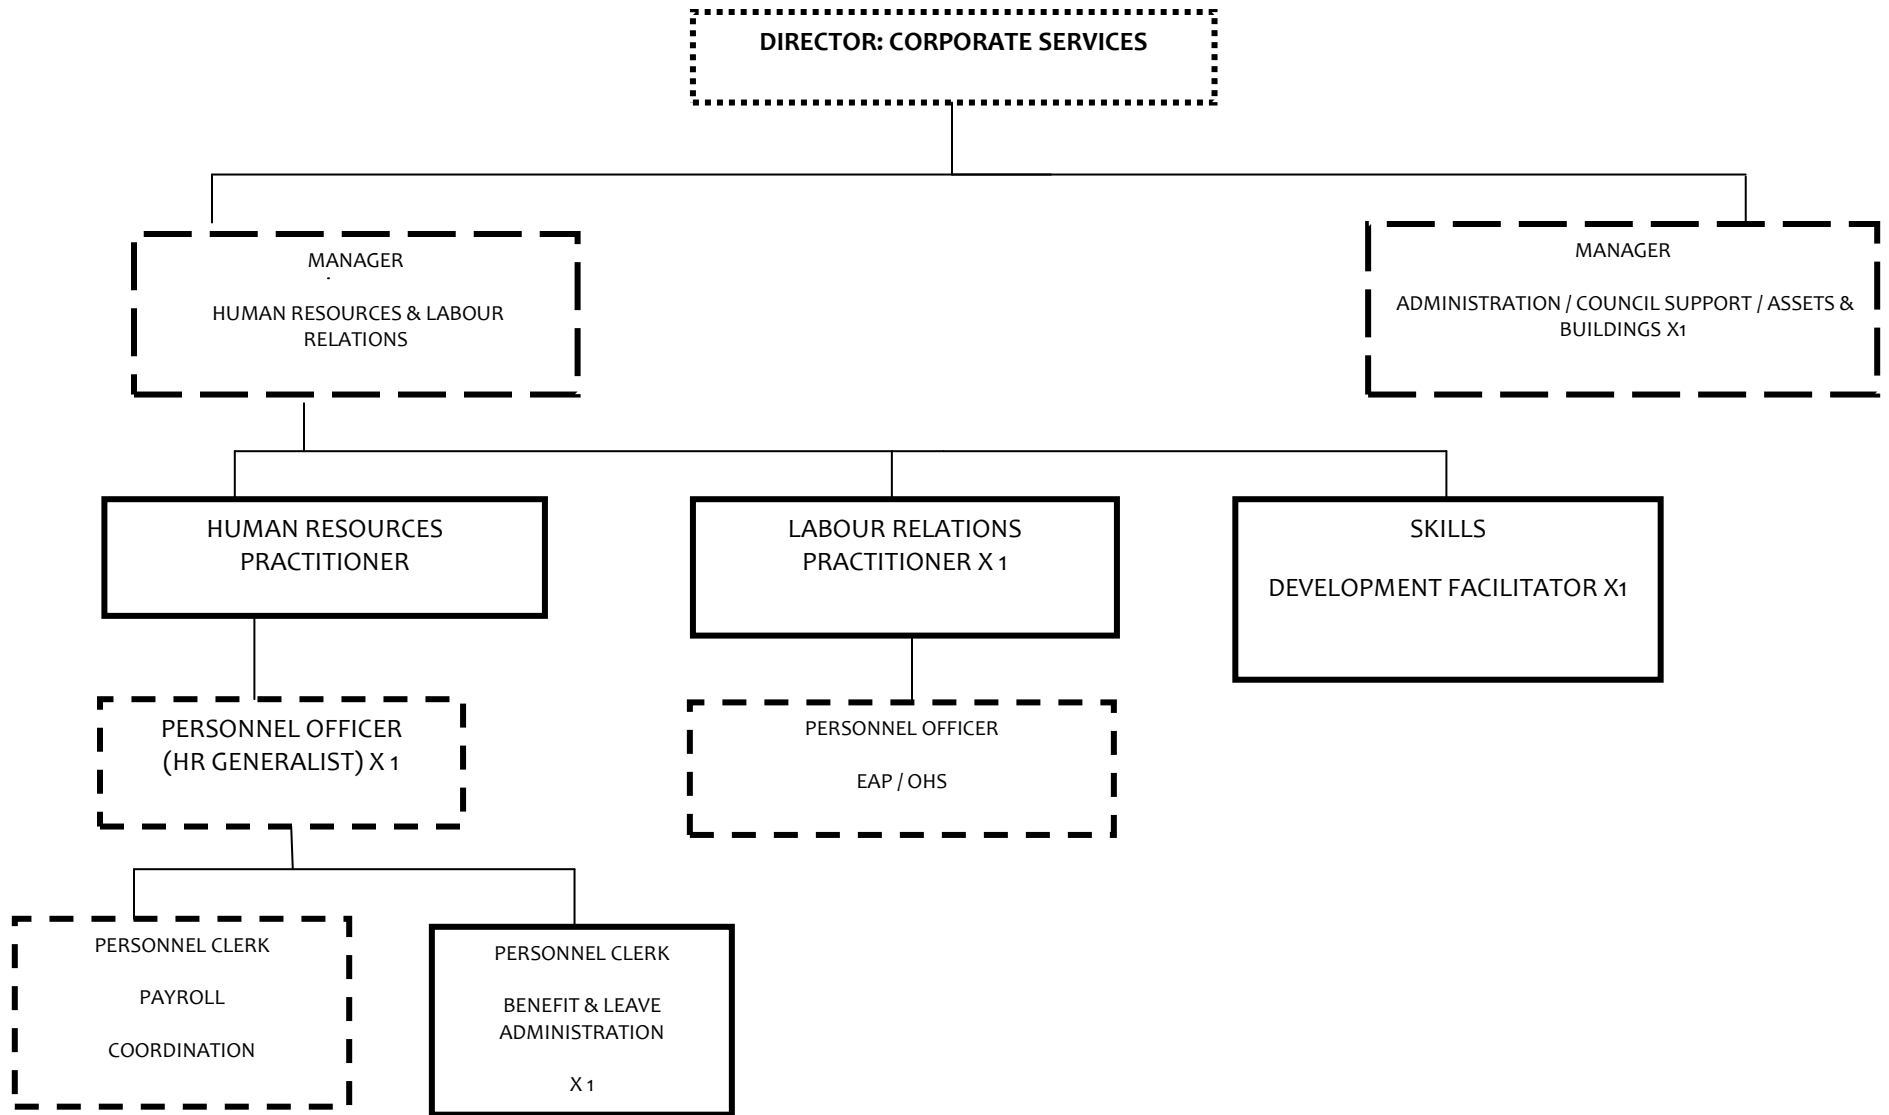 DIRECTOR: CORPORATE SERVICES
MANAGER
HUMAN RESOURCES & LABOUR
RELATIONS
MANAGER
ADMINISTRATION / COUNCIL SUPPORT / ASSETS &
BUILDINGS X1
HUMAN RESOURCES
PRACTITIONER
LABOUR RELATIONS
PRACTITIONER X 1
SKILLS
DEVELOPMENT FACILITATOR X1
PERSONNEL OFFICER
(HR GENERALIST) X 1
PERSONNEL OFFICER
EAP / OHS
PERSONNEL CLERK
PAYROLL
COORDINATION
PERSONNEL CLERK
BENEFIT & LEAVE
ADMINISTRATION
X 1